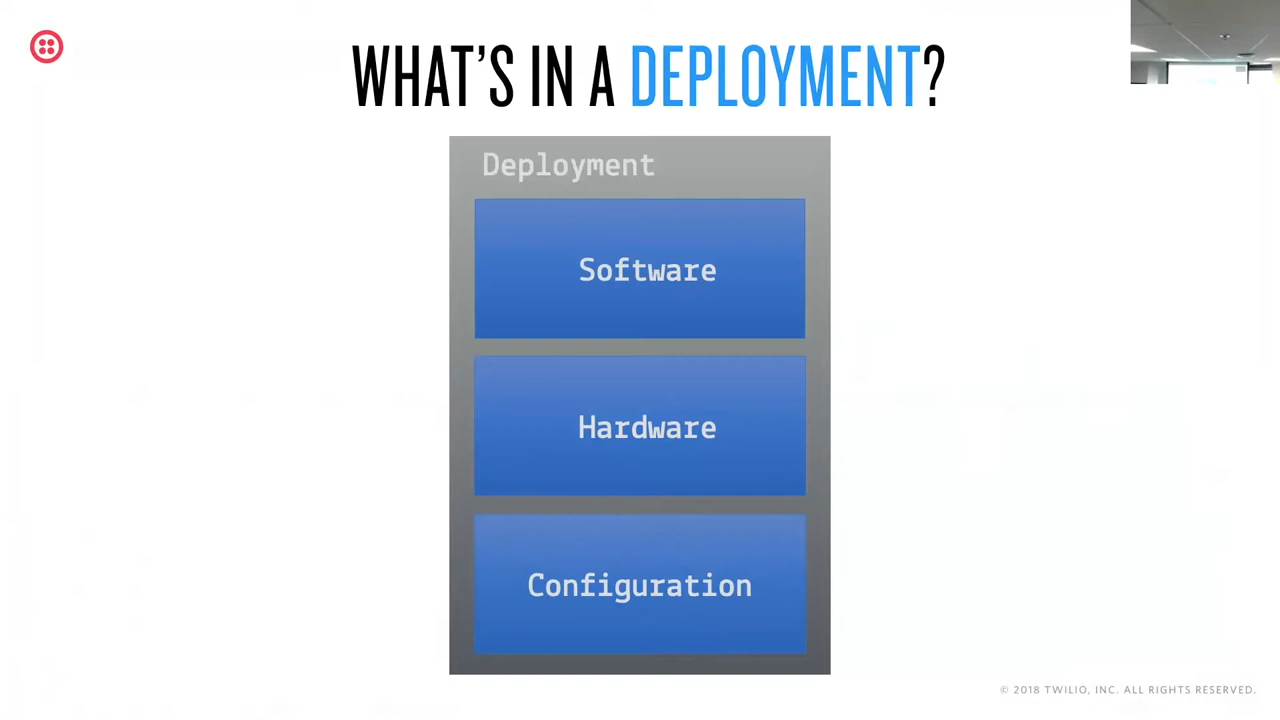 WHAT'S IN A DEPLOYMENT?
Deployment
Software
Hardware
Configuration
© 2018 TWILIO, INC. ALL RIGHTS RESERVED.